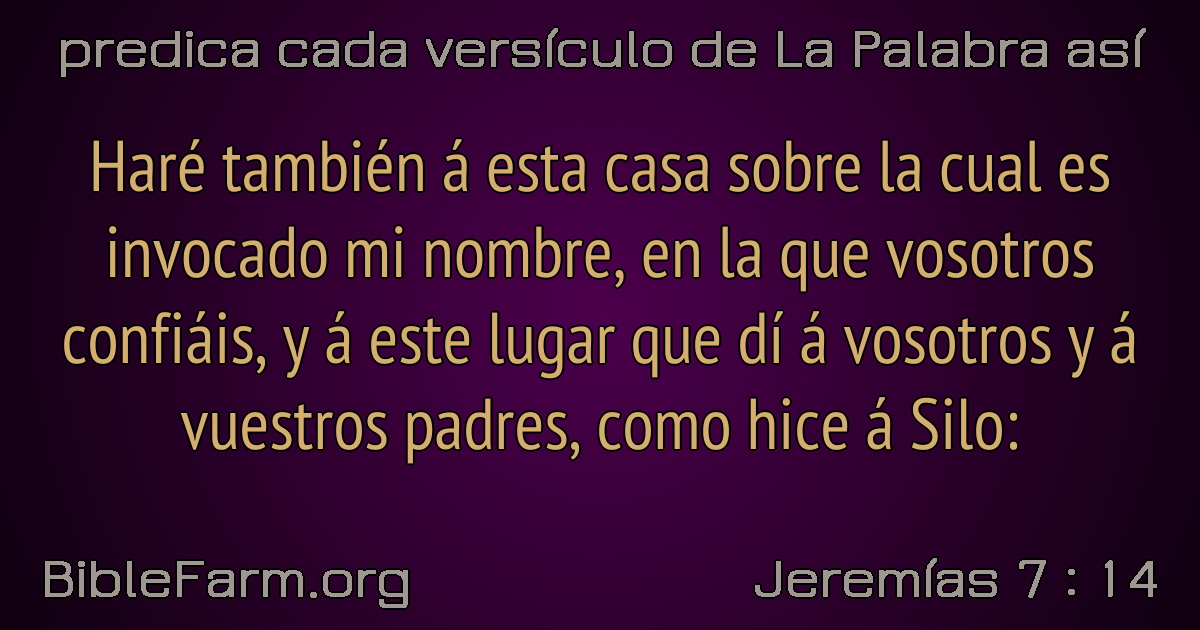 predica cada versículo de La Palabra así
Haré también á esta casa sobre la cual es
invocado mi nombre, en la que vosotros
confiáis, y á este lugar que dí á vosotros y á
vuestros padres, como hice á Silo:
BibleFarm.org
Jeremías 7 : 14